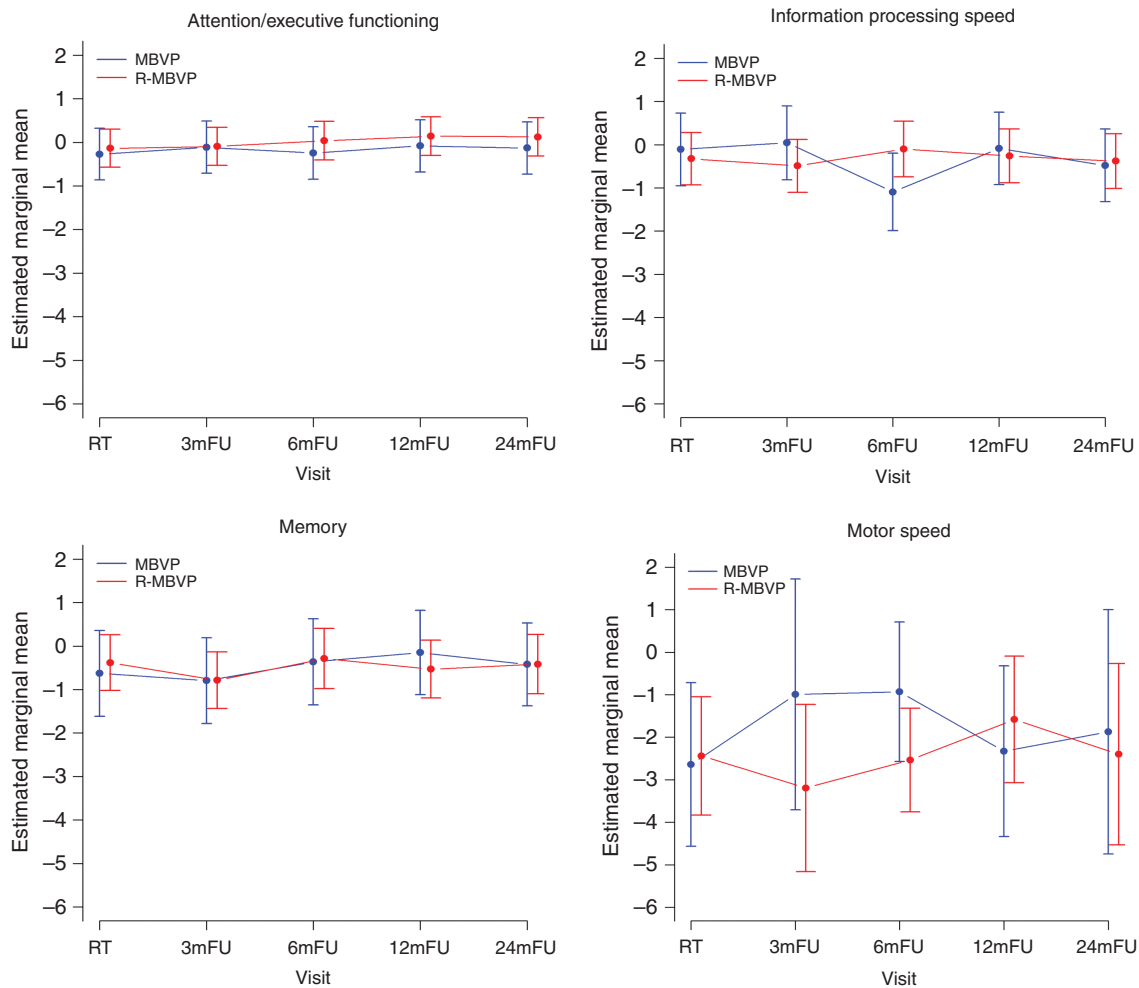 Attention/executive functioning
MBVP
R-MBVP
Estimated marginal mean
2
1
0
–1
–2
–3
–4
–5
–6
RT 3mFU 6mFU 12mFU 24mFU
Visit
Information processing speed
MBVP
R-MBVP
Estimated marginal mean
2
1
0
–1
–2
–3
–4
–5
–6
RT 3mFU 6mFU 12mFU 24mFU
Visit
Memory
MBVP
R-MBVP
Estimated marginal mean
2
1
0
–1
–2
–3
–4
–5
–6
RT 3mFU 6mFU 12mFU 24mFU
Visit
Motor speed
MBVP
R-MBVP
Estimated marginal mean
2
1
0
–1
–2
–3
–4
–5
–6
RT 3mFU 6mFU 12mFU 24mFU
Visit